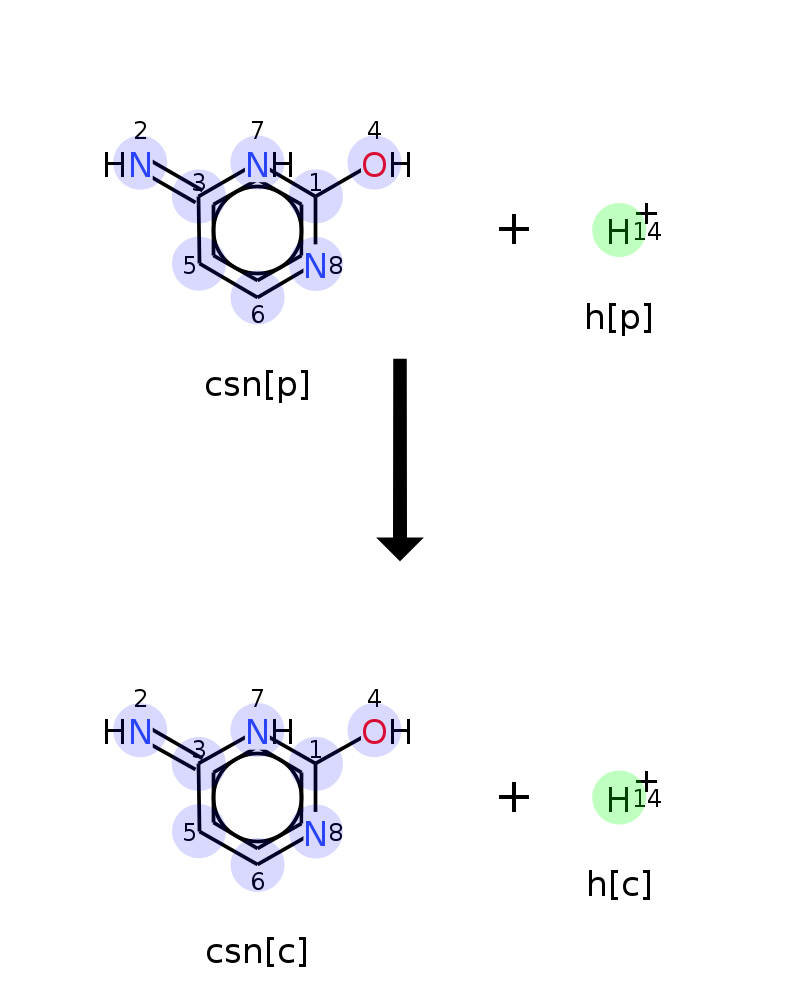 2 7 4
HN 3 NH 1 OH
5 N8
6
+ H14+
h[p]
csn[p]
2 7 4
HN 3 NH 1 OH
5 N8
6
+ H14+
h[c]
csn[c]